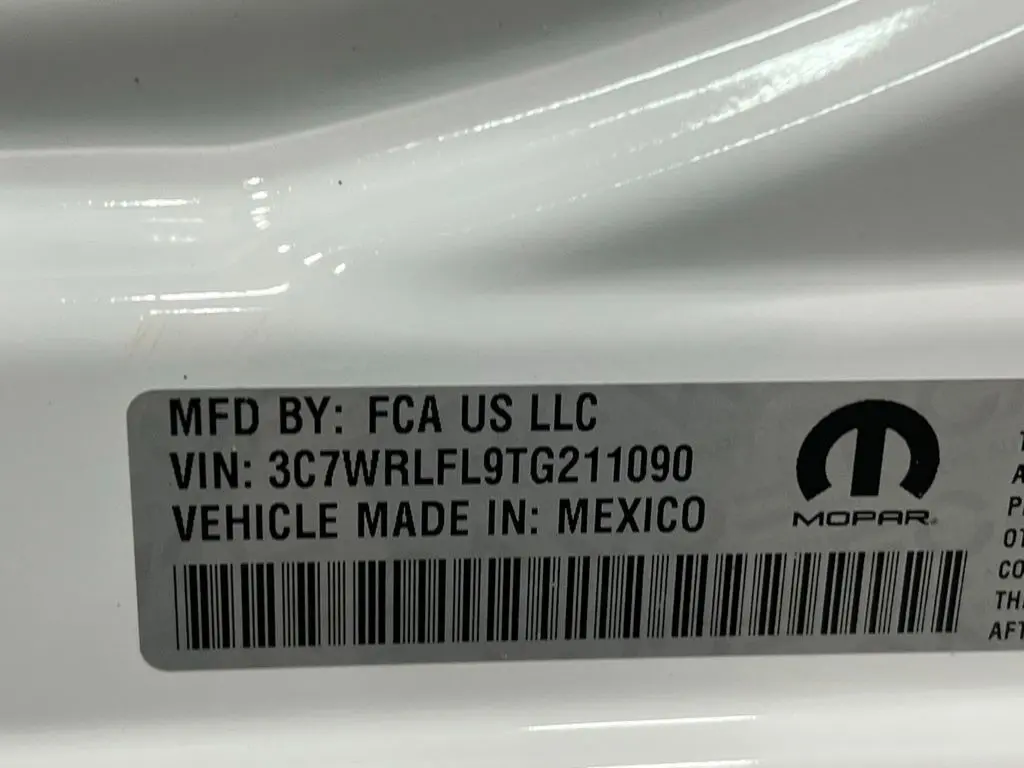 MFD BY: FCA US LLC
VIN: 3C7WRLFL9TG211090
VEHICLE MADE IN: MEXICO
MOPAR